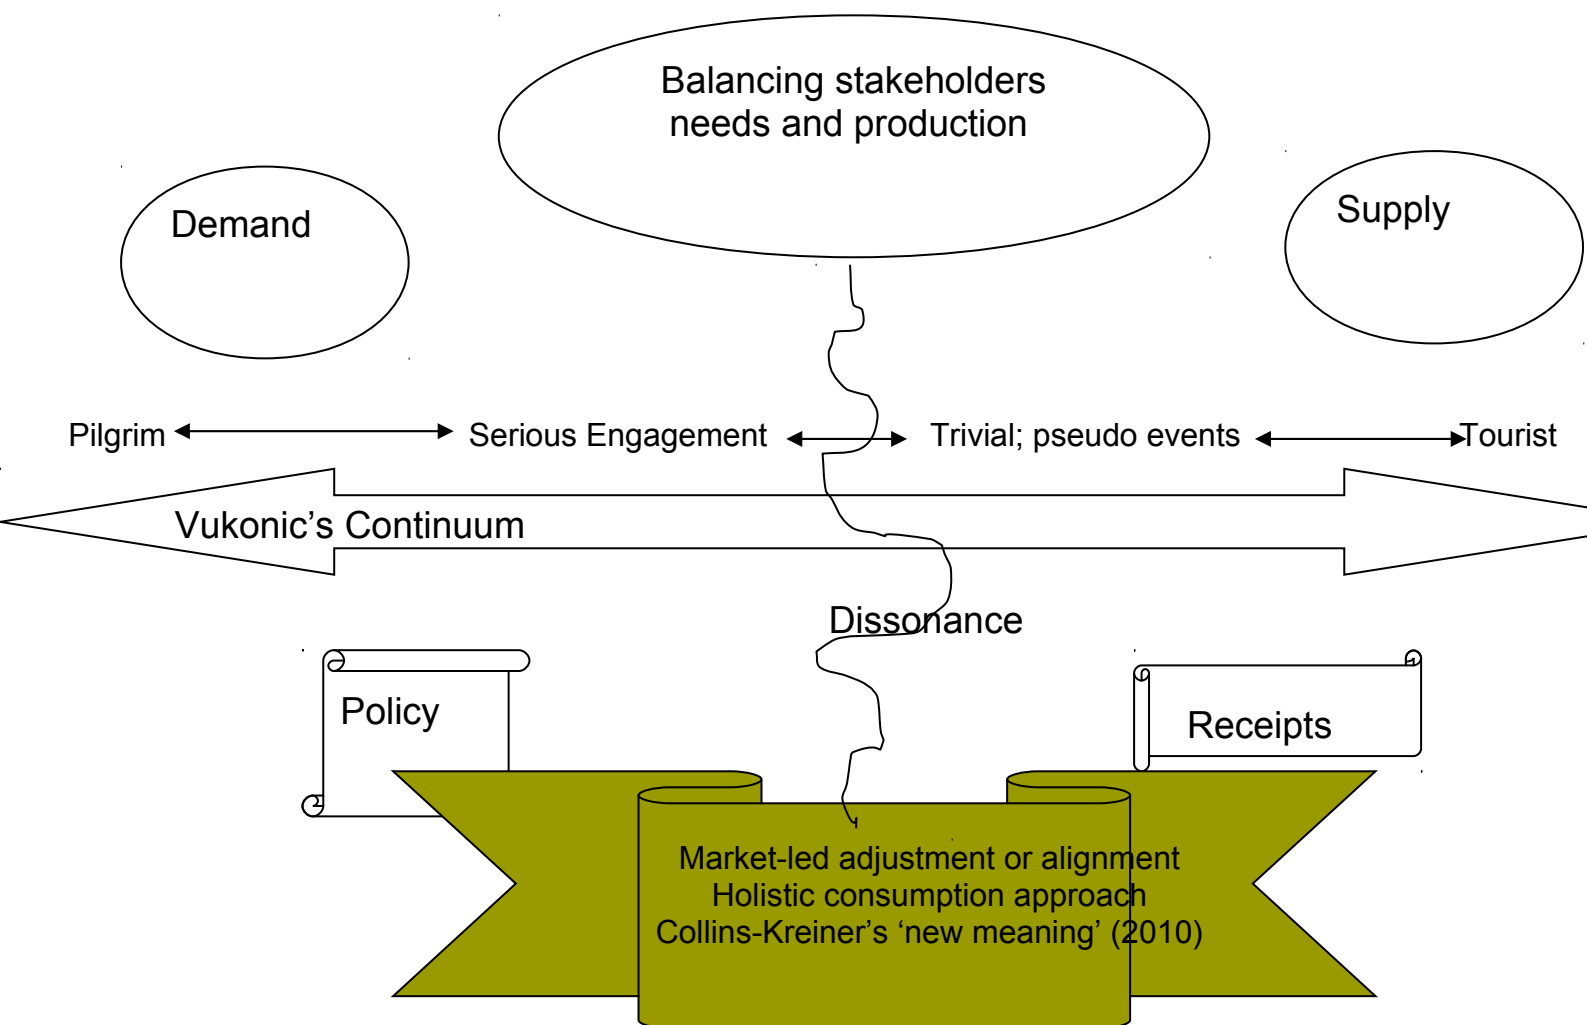 Balancing stakeholders
needs and production
Demand
Supply
Pilgrim Serious Engagement Trivial; pseudo events Tourist
Vukonic’s Continuum
Dissonance
Policy
Receipts
Market-led adjustment or alignment
Holistic consumption approach
Collins-Kreiner’s ‘new meaning’ (2010)